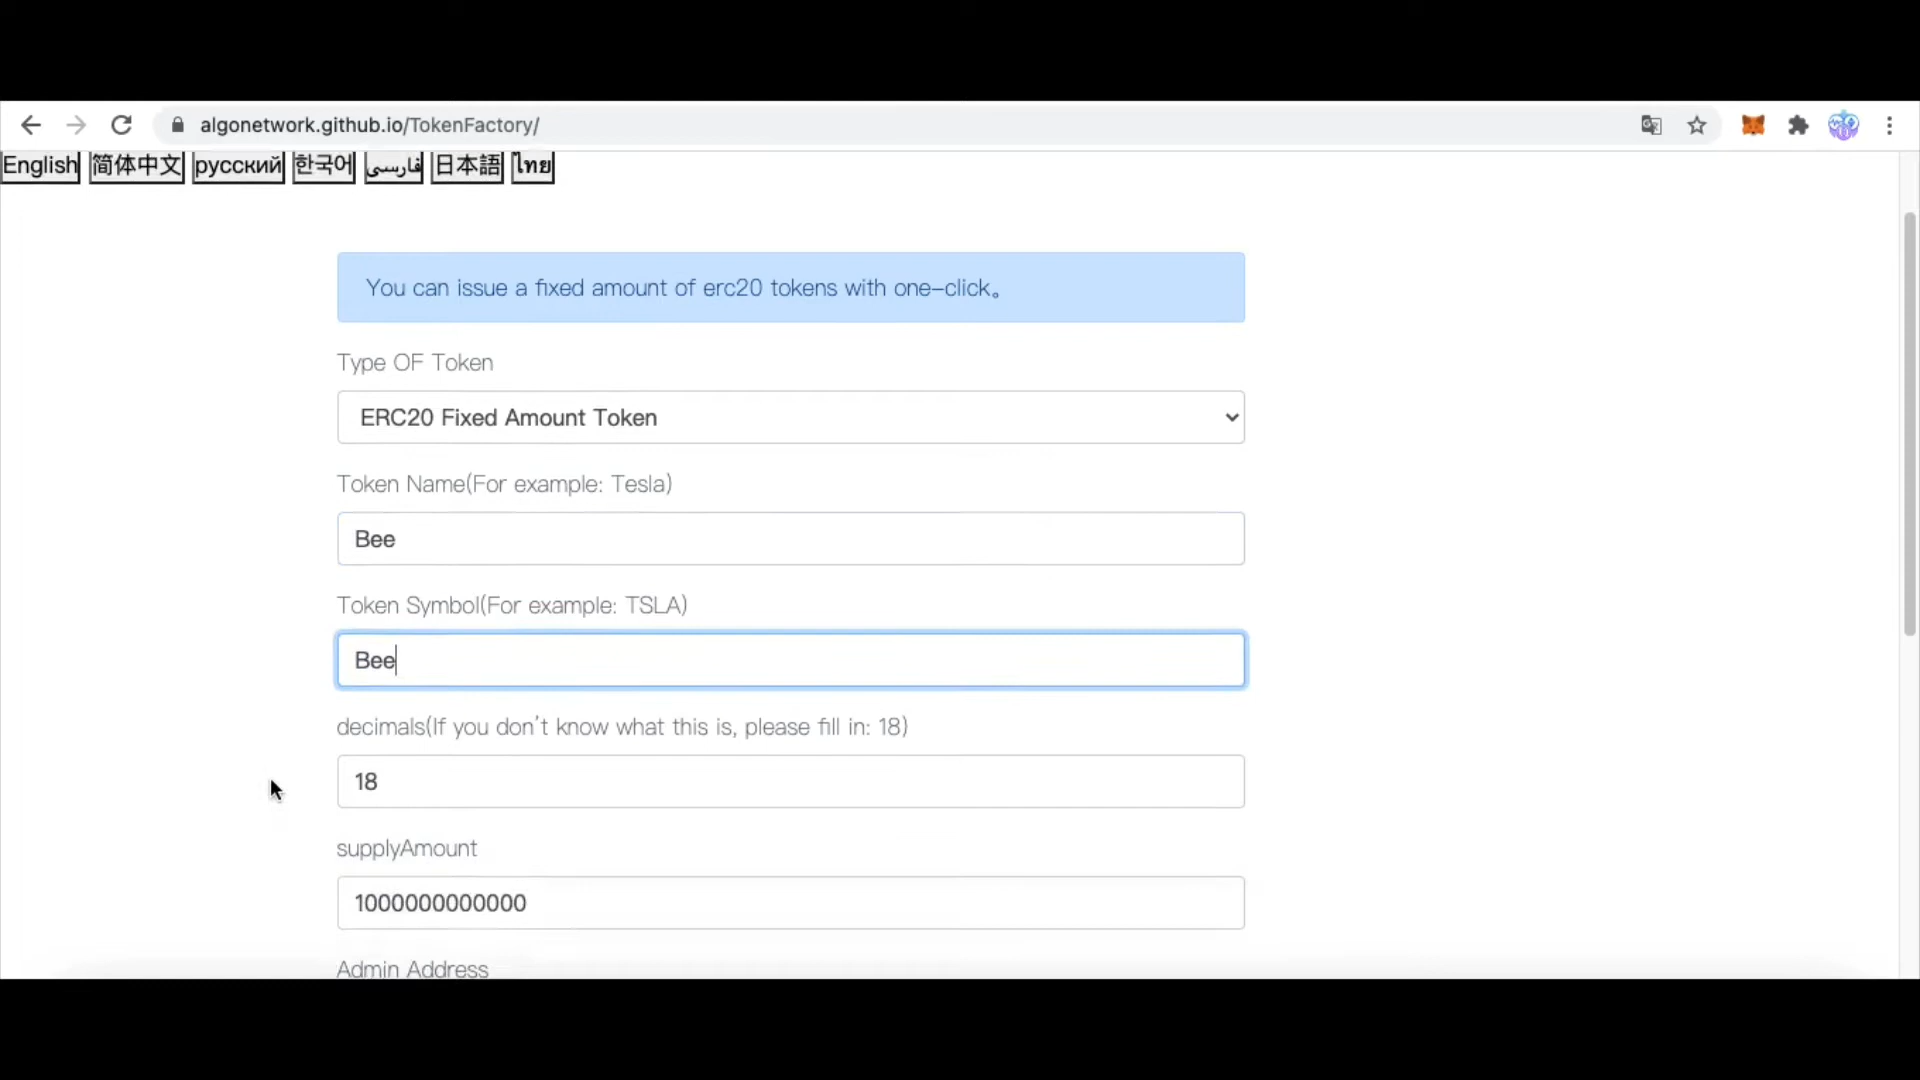 algonetwork.github.io/TokenFactory/
English 简体中文 русский 한국어 فارسی 日本語 ไทย
You can issue a fixed amount of erc20 tokens with one-click。
Type OF Token
ERC20 Fixed Amount Token
Token Name(For example: Tesla)
Bee
Token Symbol(For example: TSLA)
Bee
decimals(If you don't know what this is, please fill in: 18)
18
supplyAmount
1000000000000
Admin Address